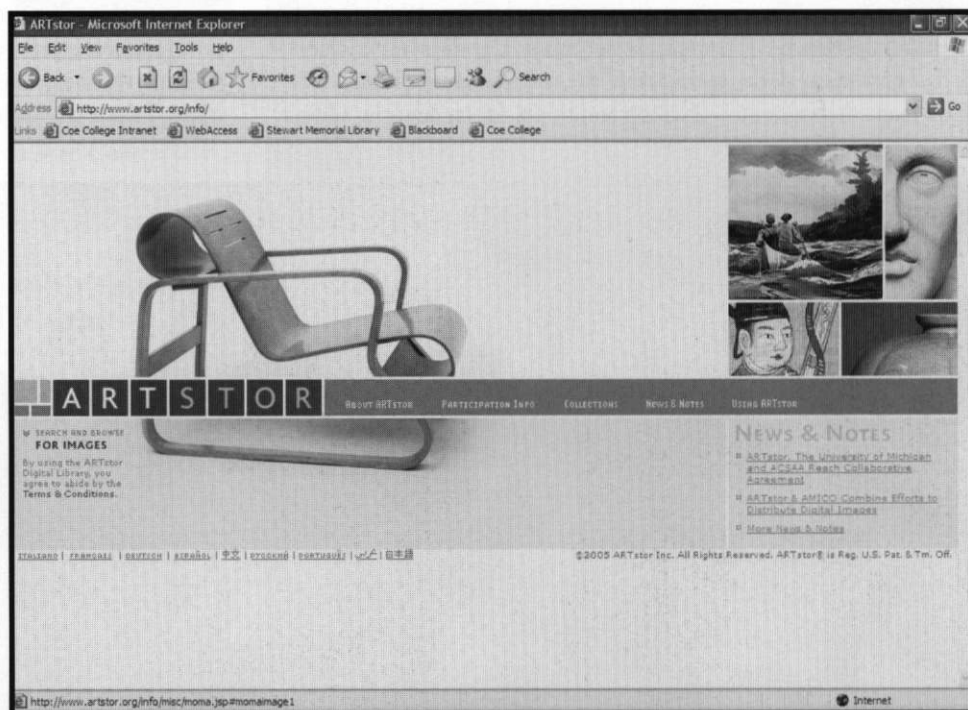 ARTstor - Microsoft Internet Explorer
File Edit View Favorites Tools Help
Back Favorites Search
Address http://www.artstor.org/info/ Go
Links Coe College Intranet WebAccess Stewart Memorial Library Blackboard Coe College
ARTSTOR
ABOUT ARTSTOR PARTICIPATION INFO COLLECTIONS NEWS & NOTES USING ARTSTOR
SEARCH AND BROWSE
FOR IMAGES
By using the ARTstor
Digital Library, you
agree to abide by the
Terms & Conditions.
NEWS & NOTES
ARTstor, The University of Michigan
and ACSAA Reach Collaborative
Agreement
ARTstor & AMICO Combine Efforts to
Distribute Digital Images
More News & Notes
ITALIANO | FRANÇAIS | DEUTSCH | ESPAÑOL | 中文 | РУССКИЙ | PORTUGUÊS | عربي | 日本語
©2005 ARTstor Inc. All Rights Reserved. ARTstor® is Reg. U.S. Pat. & Tm. Off.
http://www.artstor.org/info/misc/moma.jsp#momaimage1 Internet